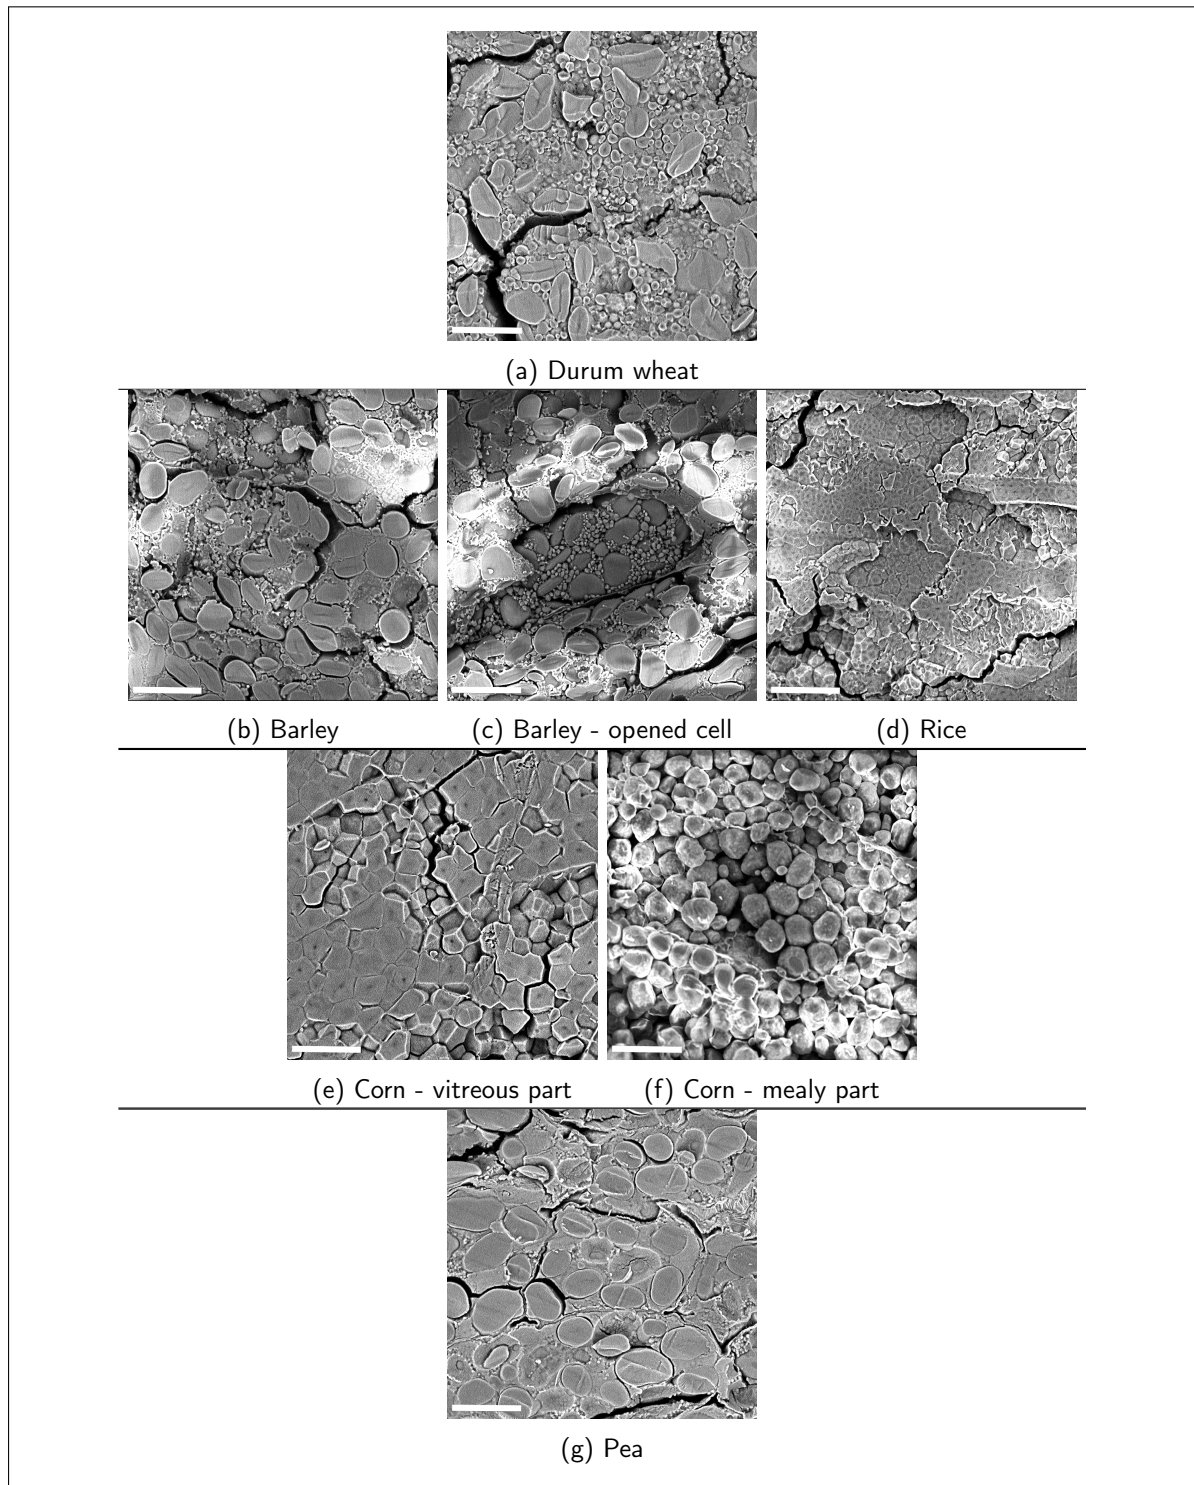 (a) Durum wheat
(b) Barley
(c) Barley - opened cell
(d) Rice
(e) Corn - vitreous part
(f) Corn - mealy part
(g) Pea